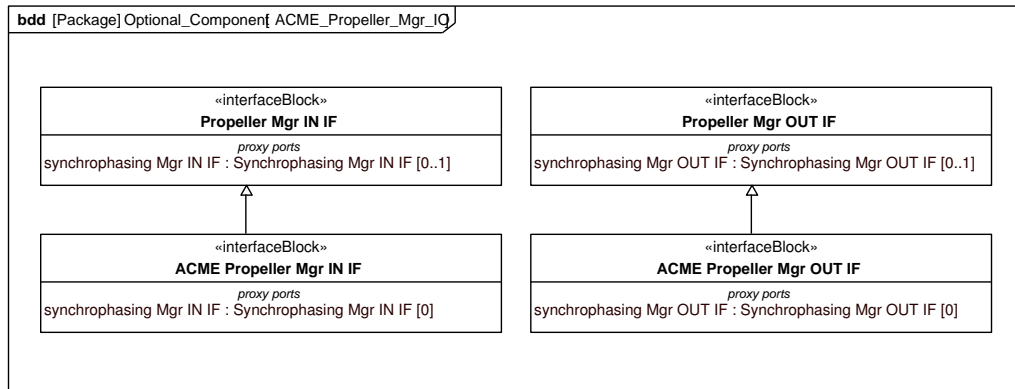 bdd [Package] Optional_Component[ ACME_Propeller_Mgr_IO]
«interfaceBlock»
Propeller Mgr IN IF
proxy ports
synchrophasing Mgr IN IF : Synchrophasing Mgr IN IF [0..1]
«interfaceBlock»
Propeller Mgr OUT IF
proxy ports
synchrophasing Mgr OUT IF : Synchrophasing Mgr OUT IF [0..1]
«interfaceBlock»
ACME Propeller Mgr IN IF
proxy ports
synchrophasing Mgr IN IF : Synchrophasing Mgr IN IF [0]
«interfaceBlock»
ACME Propeller Mgr OUT IF
proxy ports
synchrophasing Mgr OUT IF : Synchrophasing Mgr OUT IF [0]